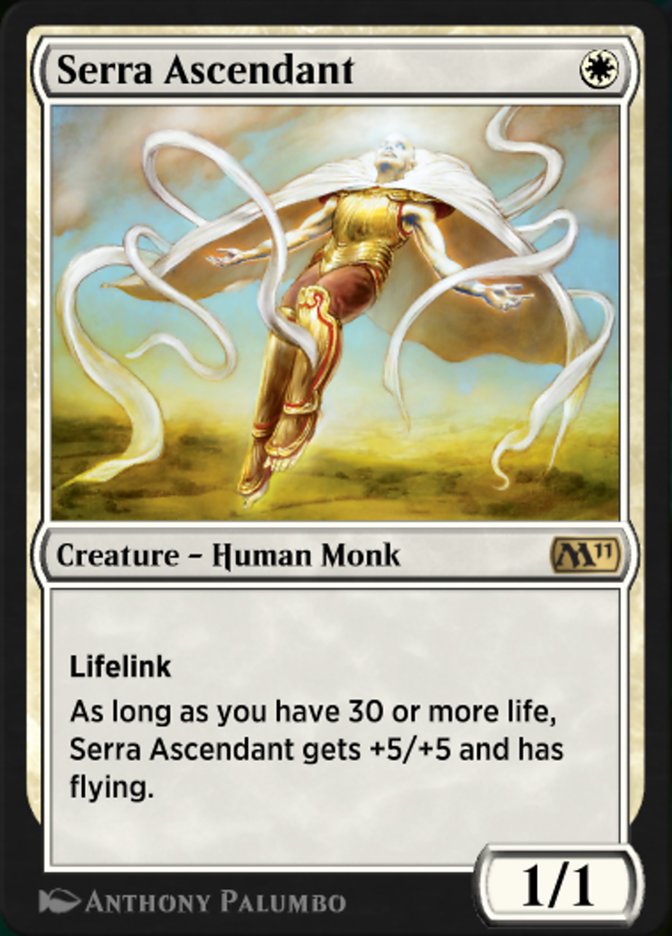 Serra Ascendant
Creature – Human Monk
M11
Lifelink
As long as you have 30 or more life,
Serra Ascendant gets +5/+5 and has
flying.
1/1
Anthony Palumbo